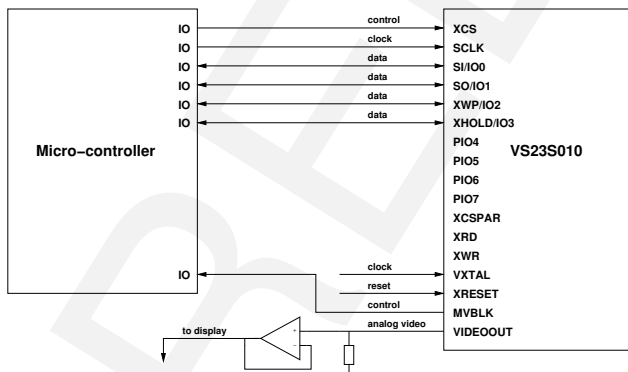 IO control XCS
IO clock SCLK
IO data SI/IO0
IO data SO/IO1
IO data XWP/IO2
IO data XHOLD/IO3
PIO4
Micro-controller PIO5 VS23S010
PIO6
PIO7
XCSPAR
XRD
XWR
IO clock VXTAL
reset XRESET
control MVBLK
to display + analog video VIDEOOUT
-